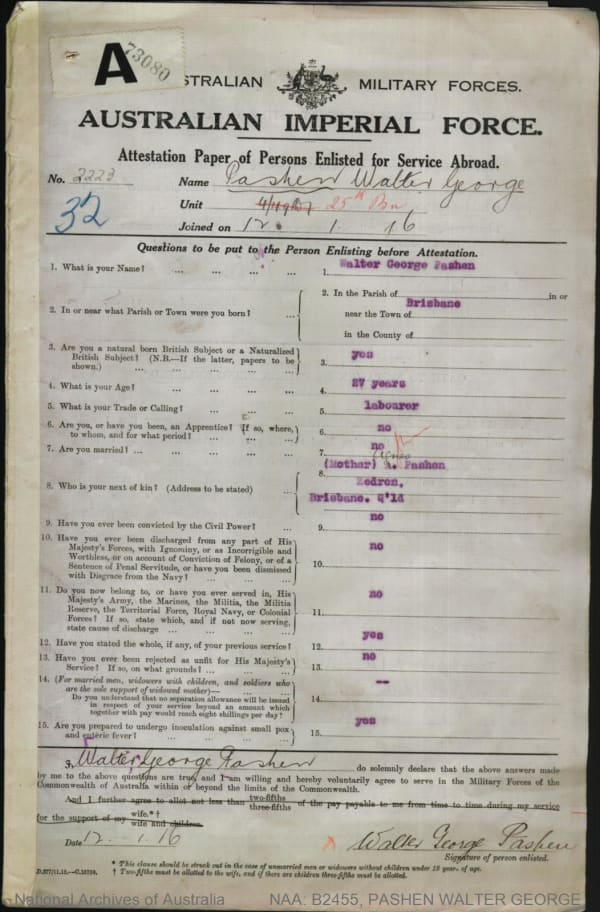 A 73080
STRALIAN MILITARY FORCES.
AUSTRALIAN IMPERIAL FORCE.
Attestation Paper of Persons Enlisted for Service Abroad.
No. 2223 Name Pashen Walter George
32 Unit 25th Bn
Joined on 12. 1. 16
Questions to be put to the Person Enlisting before Attestation.
1. What is your Name? ... ... ... ... 1. Walter George Pashen
2. In or near what Parish or Town were you born? ... 2. In the Parish of in or
Brisbane
near the Town of
in the County of
3. Are you a natural born British Subject or a Naturalized
British Subject? (N.B.—If the latter, papers to be
shown.) ... ... ... ... 3. yes
4. What is your Age? ... ... ... ... 4. 27 years
5. What is your Trade or Calling? ... ... ... 5. labourer
6. Are you, or have you been, an Apprentice? If so, where,
to whom, and for what period? ... ... ... 6. no
7. Are you married? ... ... ... ... 7. no
8. Who is your next of kin? (Address to be stated) ... 8. (Mother) A. Pashen
Agnes
Kedron,
Brisbane. Q'ld
9. Have you ever been convicted by the Civil Power? ... 9. no
10. Have you ever been discharged from any part of His
Majesty's Forces, with Ignominy, or as Incorrigible and
Worthless, or on account of Conviction of Felony, or of a
Sentence of Penal Servitude, or have you been dismissed
with Disgrace from the Navy? ... ... ... 10. no
11. Do you now belong to, or have you ever served in, His
Majesty's Army, the Marines, the Militia, the Militia
Reserve, the Territorial Force, Royal Navy, or Colonial
Forces? If so, state which, and if not now serving,
state cause of discharge ... ... ... 11. no
12. Have you stated the whole, if any, of your previous service? 12. yes
13. Have you ever been rejected as unfit for His Majesty's
Service? If so, on what grounds? ... ... 13. no
14. (For married men, widowers with children, and soldiers who
are the sole support of widowed mother)—
Do you understand that no separation allowance will be issued
in respect of your service beyond an amount which
together with pay would reach eight shillings per day? 14. --
15. Are you prepared to undergo inoculation against small pox
and enteric fever? ... ... ... ... 15. yes
I, Walter George Pashen do solemnly declare that the above answers made
by me to the above questions are true, and I am willing and hereby voluntarily agree to serve in the Military Forces of the
Commonwealth of Australia within or beyond the limits of the Commonwealth.
And I further agree to allot not less than two-fifths three-fifths of the pay payable to me from time to time during my service
for the support of my wife.*† wife and children.
Date 12. 1. 16 x Walter George Pashen
Signature of person enlisted.
* This clause should be struck out in the case of unmarried men or widowers without children under 18 years of age.
D.877/11.15.—C.16750. † Two-fifths must be allotted to the wife, and if there are children three-fifths must be allotted.
National Archives of Australia NAA: B2455, PASHEN WALTER GEORGE